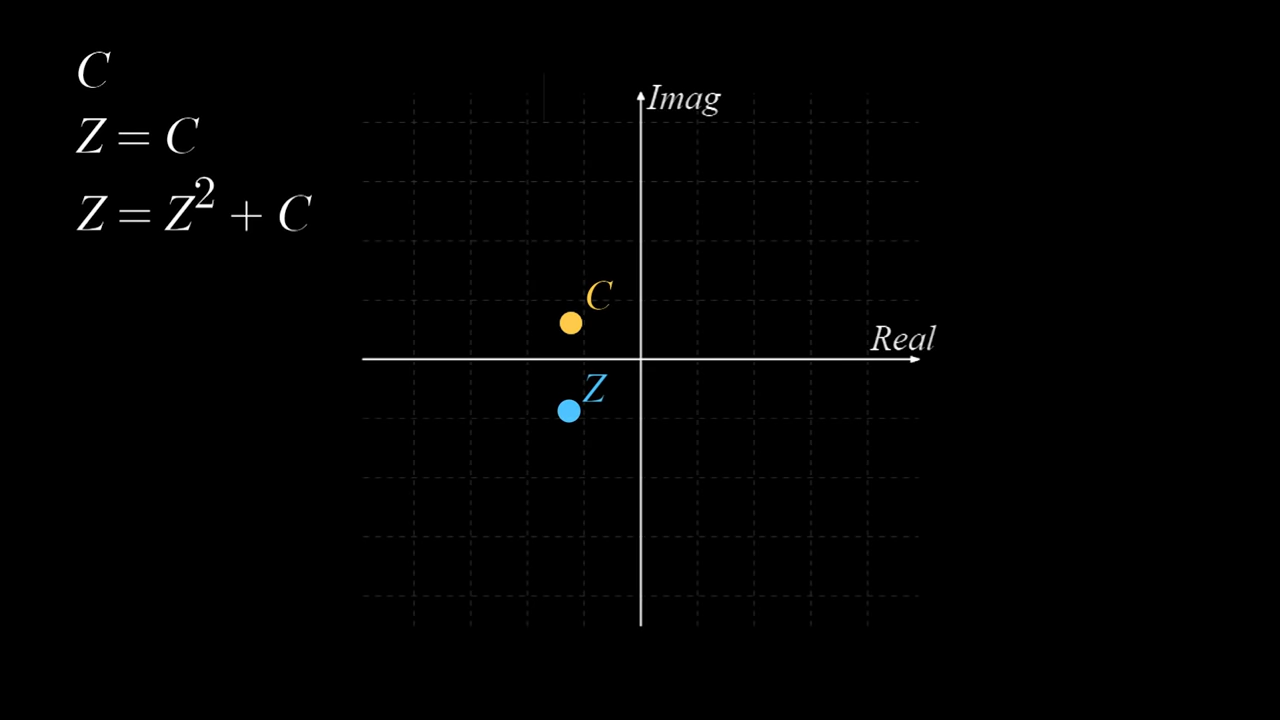 C
Z = C
Z = Z² + C
Imag
C
Real
Z